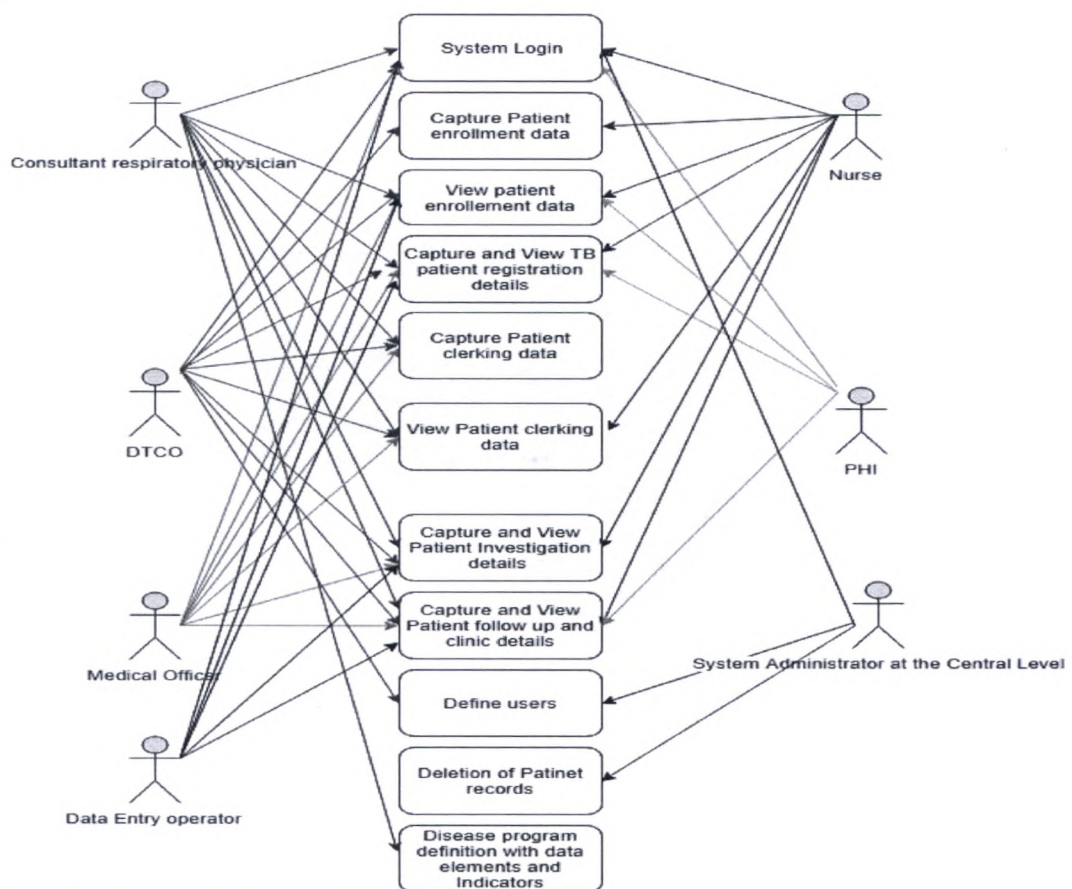 System Login
Capture Patient
enrollment data
Consultant respiratory physician
Nurse
View patient
enrollement data
Capture and View TB
patient registration
details
Capture Patient
clerking data
DTCO
View Patient clerking
data
PHI
Capture and View
Patient Investigation
details
Capture and View
Patient follow up and
clinic details
Medical Officer
System Administrator at the Central Level
Define users
Deletion of Patinet
records
Data Entry operator
Disease program
definition with data
elements and
Indicators